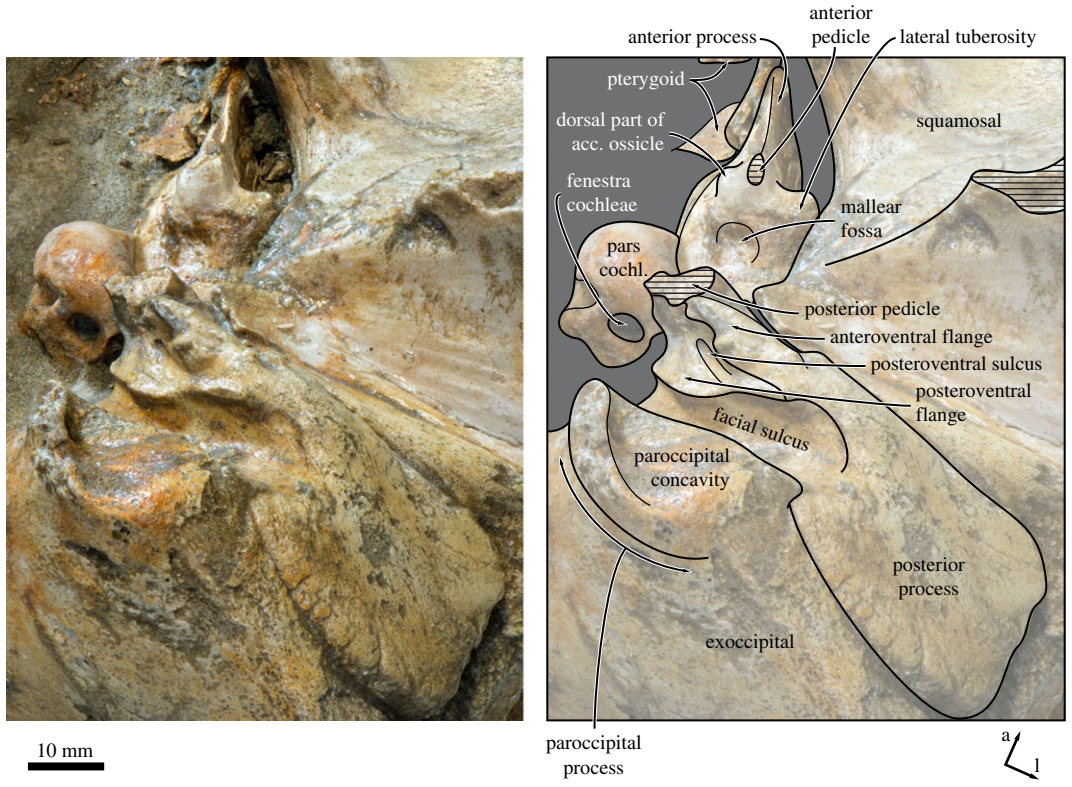 anterior
pedicle
anterior process
lateral tuberosity
pterygoid
dorsal part of
acc. ossicle
squamosal
fenestra
cochleae
mallear
fossa
pars
cochl.
posterior pedicle
anteroventral flange
posteroventral sulcus
posteroventral
flange
facial sulcus
paroccipital
concavity
posterior
process
exoccipital
paroccipital
process
10 mm
a
l